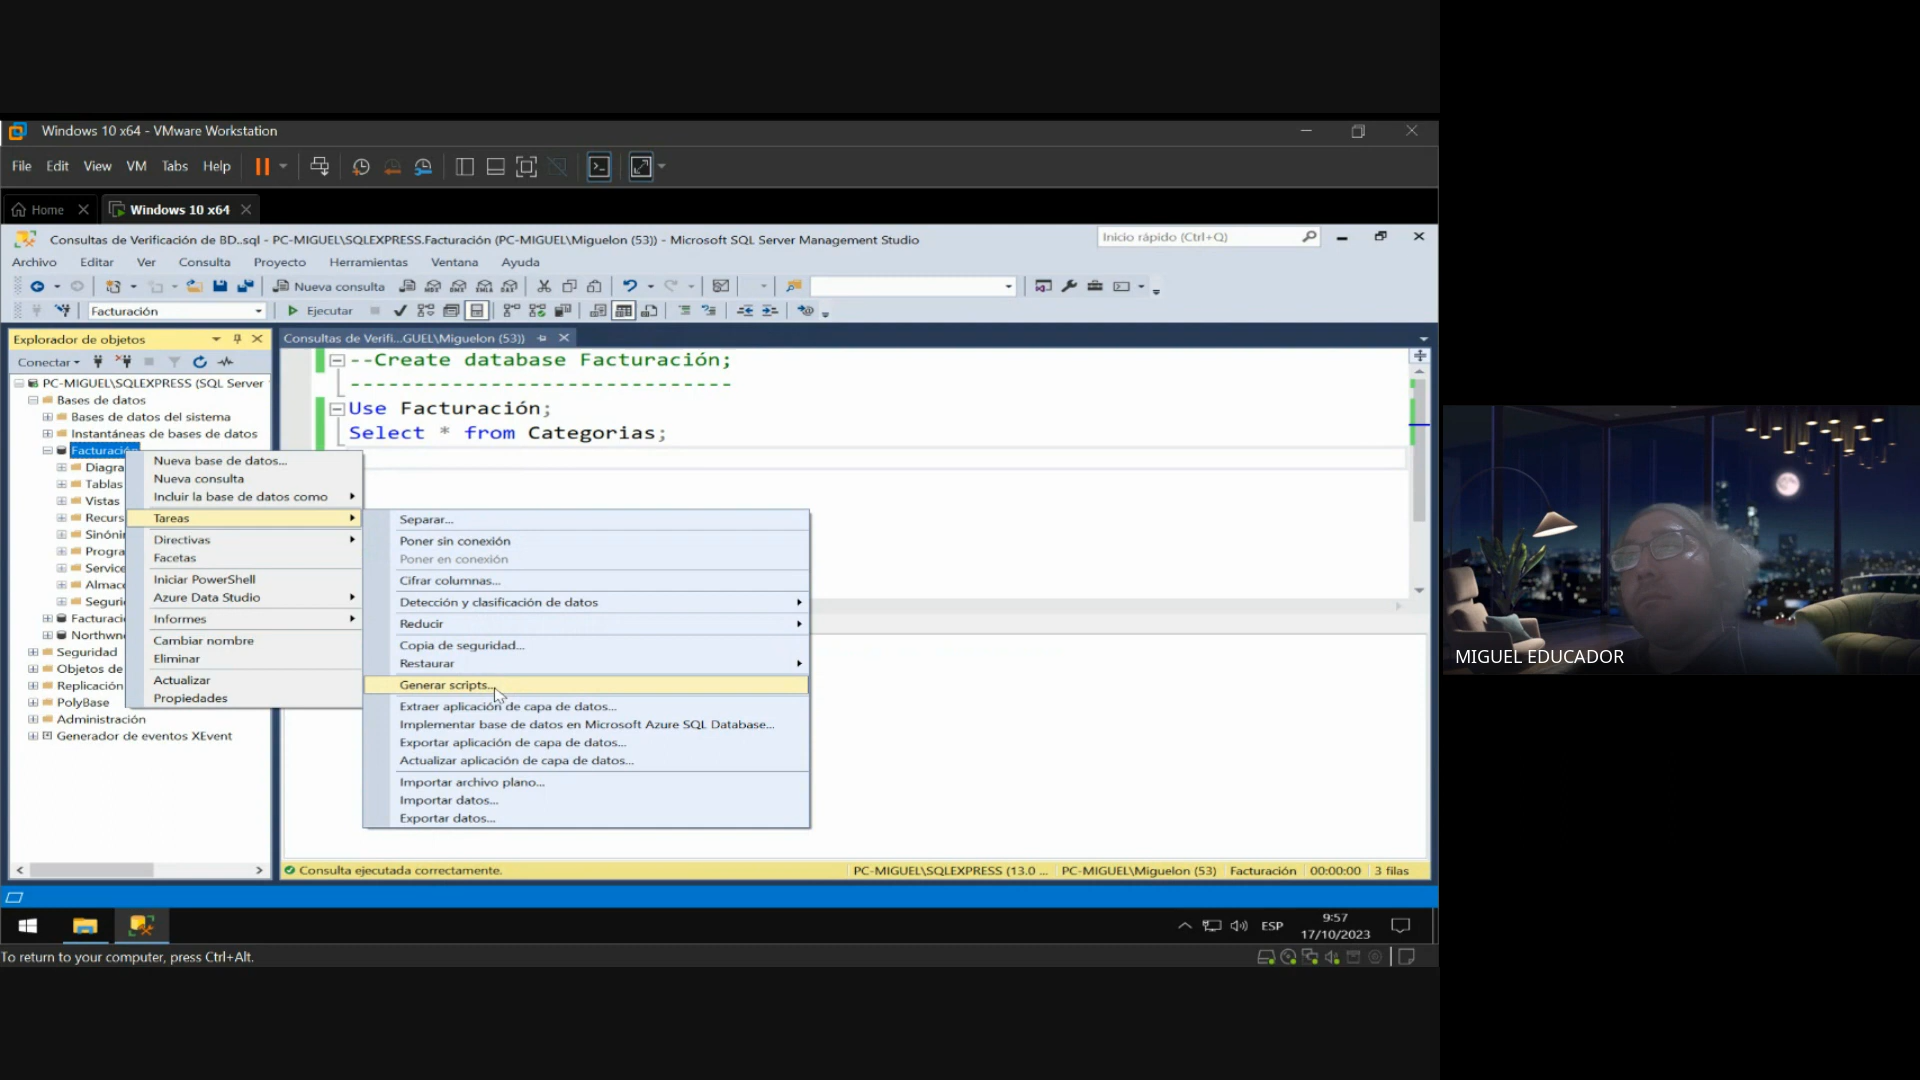 Windows 10 x64 - VMware Workstation
File Edit View VM Tabs Help
Home Windows 10 x64
Consultas de Verificación de BD..sql - PC-MIGUEL\SQLEXPRESS.Facturación (PC-MIGUEL\Miguelon (53)) - Microsoft SQL Server Management Studio
Inicio rápido (Ctrl+Q)
Archivo Editar Ver Consulta Proyecto Herramientas Ventana Ayuda
Nueva consulta
Facturación Ejecutar
Explorador de objetos
Conectar
PC-MIGUEL\SQLEXPRESS (SQL Server
Bases de datos
Bases de datos del sistema
Instantáneas de bases de datos
Facturación
Diagra
Tablas
Vistas
Recurs
Sinónir
Progra
Service
Almac
Seguri
Facturaci
Northw
Seguridad
Objetos de
Replicación
PolyBase
Administración
Generador de eventos XEvent
Consultas de Verifi...GUEL\Miguelon (53))
--Create database Facturación;
------------------------------
Use Facturación;
Select * from Categorias;
Nueva base de datos...
Nueva consulta
Incluir la base de datos como
Tareas
Directivas
Facetas
Iniciar PowerShell
Azure Data Studio
Informes
Cambiar nombre
Eliminar
Actualizar
Propiedades
Separar...
Poner sin conexión
Poner en conexión
Cifrar columnas...
Detección y clasificación de datos
Reducir
Copia de seguridad...
Restaurar
Generar scripts...
Extraer aplicación de capa de datos...
Implementar base de datos en Microsoft Azure SQL Database...
Exportar aplicación de capa de datos...
Actualizar aplicación de capa de datos...
Importar archivo plano...
Importar datos...
Exportar datos...
Consulta ejecutada correctamente.
PC-MIGUEL\SQLEXPRESS (13.0 ... PC-MIGUEL\Miguelon (53) Facturación 00:00:00 3 filas
ESP
9:57
17/10/2023
To return to your computer, press Ctrl+Alt.
MIGUEL EDUCADOR